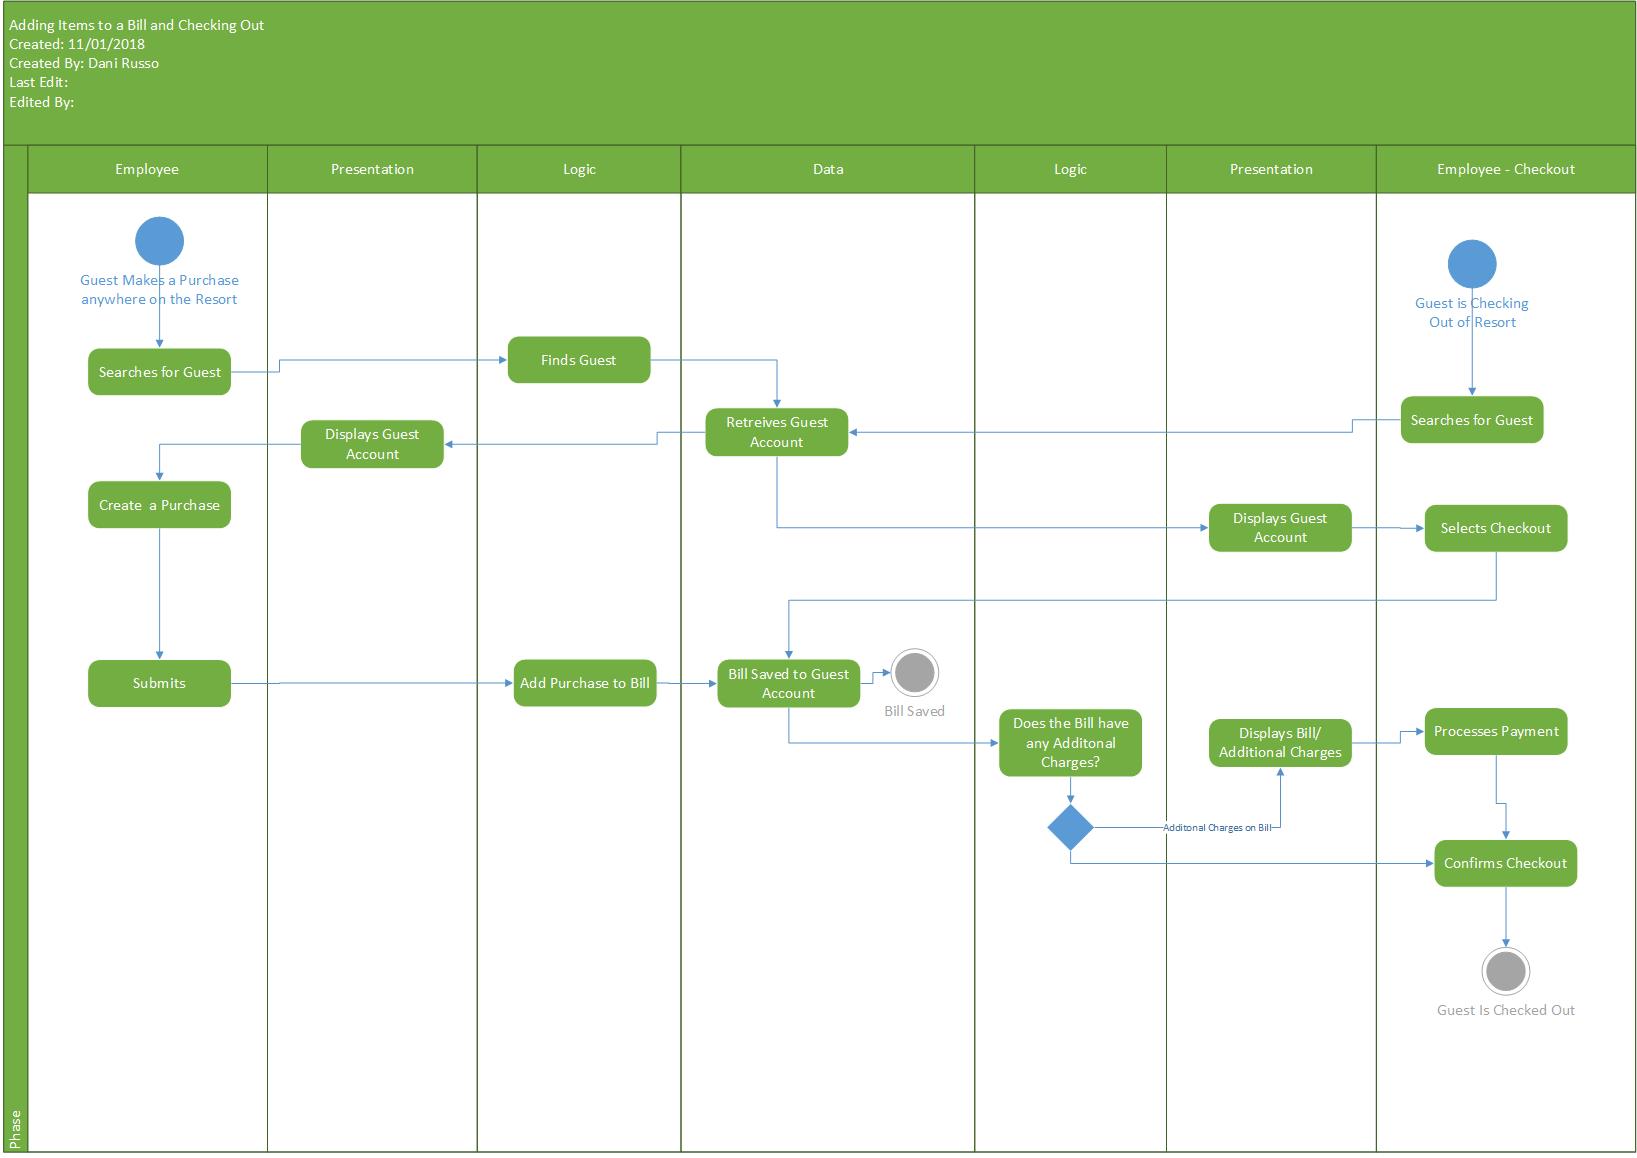 Adding Items to a Bill and Checking Out
Created: 11/01/2018
Created By: Dani Russo
Last Edit:
Edited By:
Employee
Presentation
Logic
Data
Logic
Presentation
Employee - Checkout
Guest Makes a Purchase
anywhere on the Resort
Guest is Checking
Out of Resort
Searches for Guest
Finds Guest
Retreives Guest
Account
Searches for Guest
Displays Guest
Account
Create a Purchase
Displays Guest
Account
Selects Checkout
Submits
Add Purchase to Bill
Bill Saved to Guest
Account
Bill Saved
Does the Bill have
any Additonal
Charges?
Displays Bill/
Additional Charges
Processes Payment
Additonal Charges on Bill
Confirms Checkout
Guest Is Checked Out
Phase